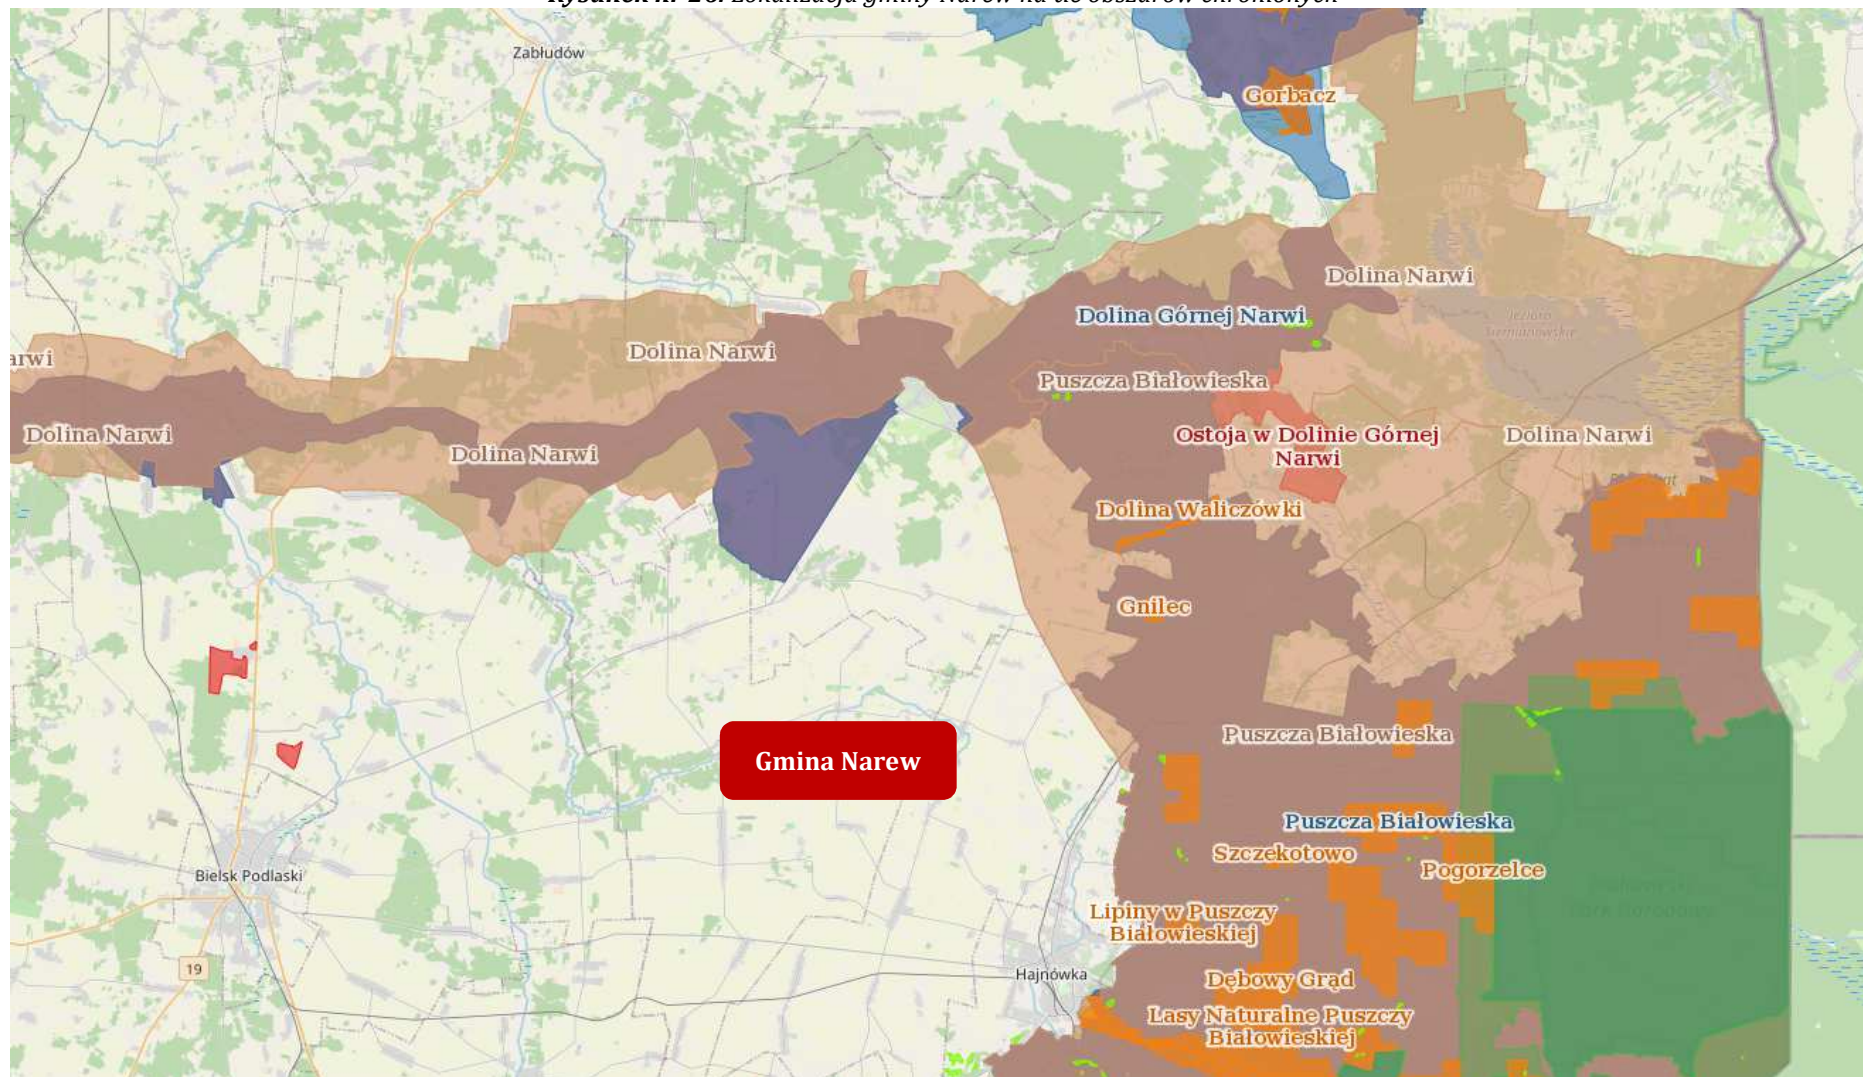 Zabłudów
Gorbacz
Dolina Narwi
Dolina Górnej Narwi
Jezioro
Siemianowskie
Dolina Narwi
arwi
Puszcza Białowieska
Dolina Narwi
Ostoja w Dolinie Górnej
Narwi
Dolina Narwi
Dolina Narwi
Dolina Waliczówki
Gnilec
Puszcza Białowieska
Gmina Narew
Puszcza Białowieska
Szczekotowo
Pogorzelce
Bielsk Podlaski
Lipiny w Puszczy
Białowieskiej
19
Hajnówka
Dębowy Grąd
Lasy Naturalne Puszczy
Białowieskiej